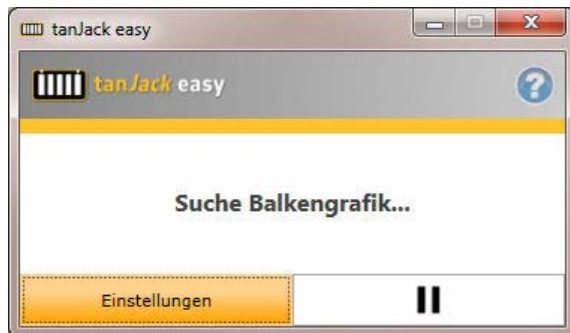 tanJack easy
tanJack easy
?
Suche Balkengrafik...
Einstellungen